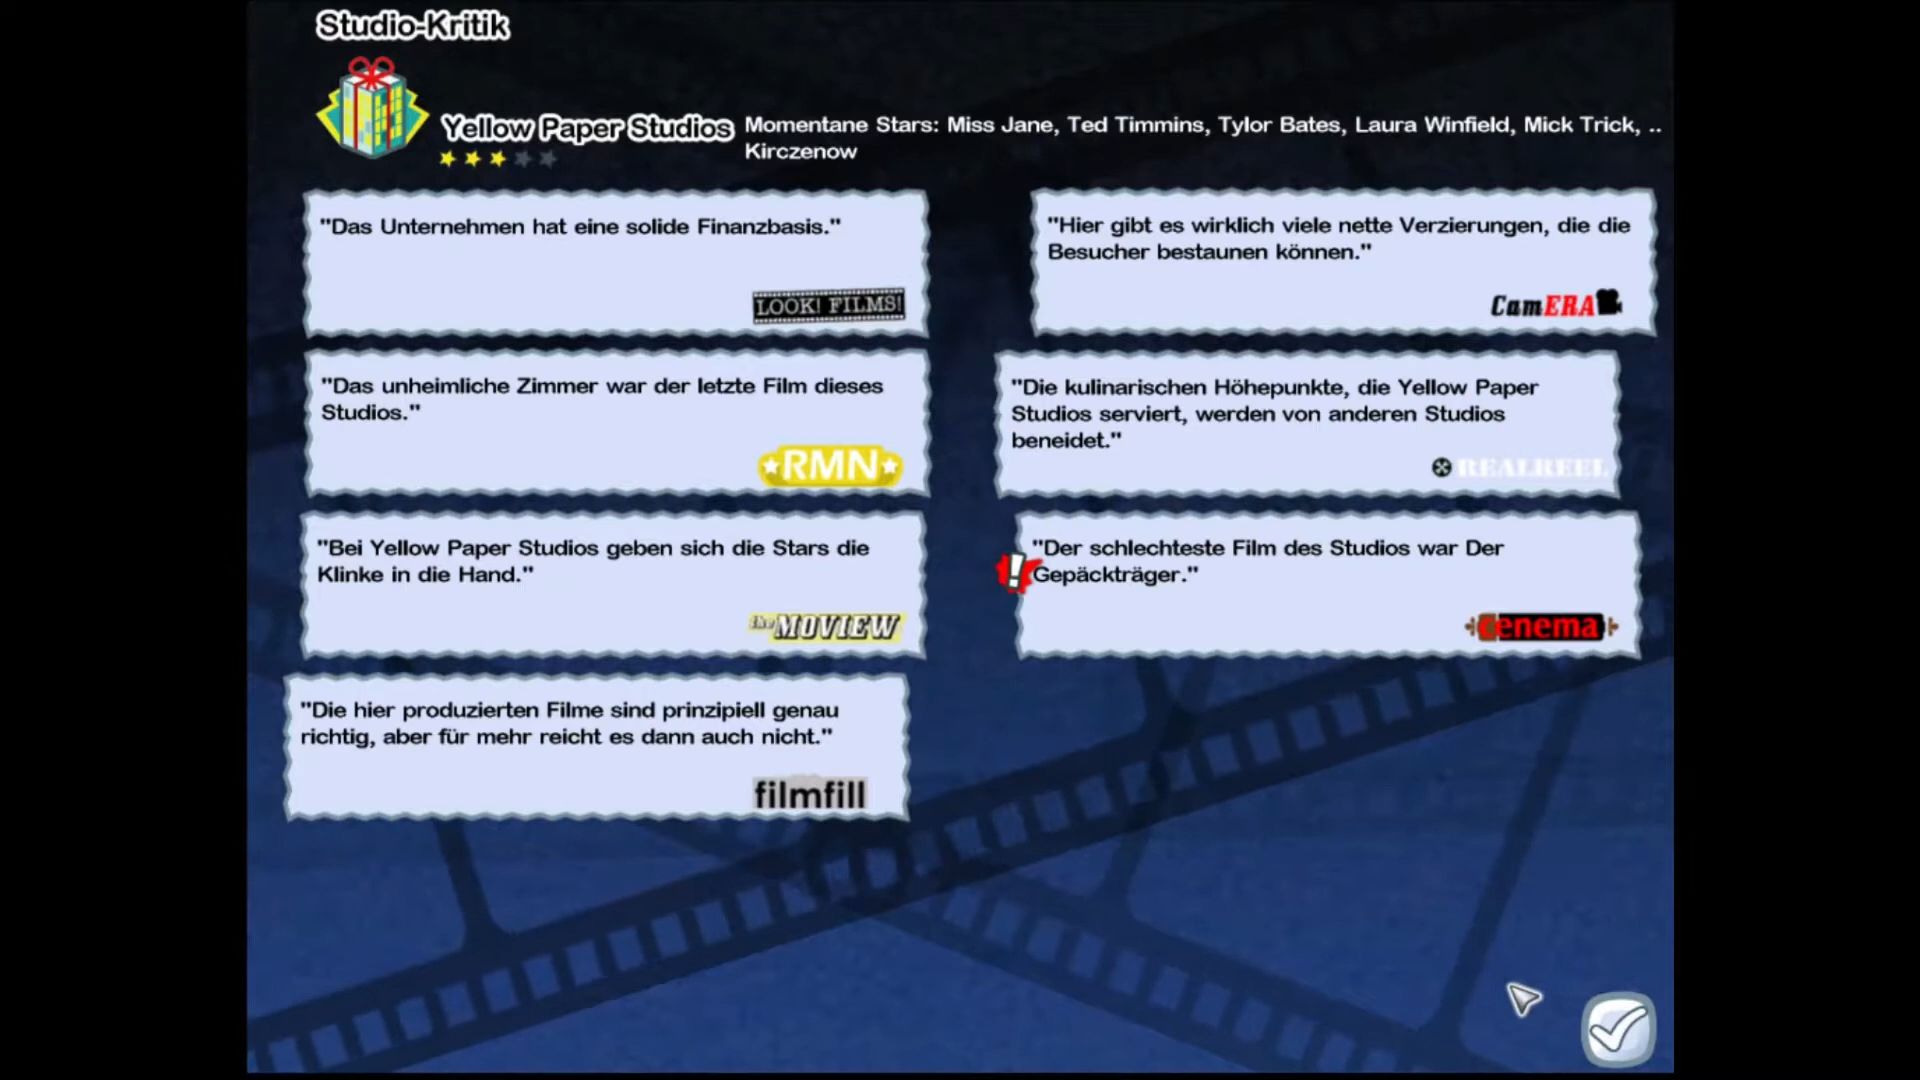 Studio-Kritik
Yellow Paper Studios
Momentane Stars: Miss Jane, Ted Timmins, Tylor Bates, Laura Winfield, Mick Trick, ..
Kirczenow
"Das Unternehmen hat eine solide Finanzbasis."
LOOK! FILMS!
"Hier gibt es wirklich viele nette Verzierungen, die die
Besucher bestaunen können."
CamERA
"Das unheimliche Zimmer war der letzte Film dieses
Studios."
RMN
"Die kulinarischen Höhepunkte, die Yellow Paper
Studios serviert, werden von anderen Studios
beneidet."
REALREEL
"Bei Yellow Paper Studios geben sich die Stars die
Klinke in die Hand."
the MOVIEW
"Der schlechteste Film des Studios war Der
Gepäckträger."
cenema
"Die hier produzierten Filme sind prinzipiell genau
richtig, aber für mehr reicht es dann auch nicht."
filmfill